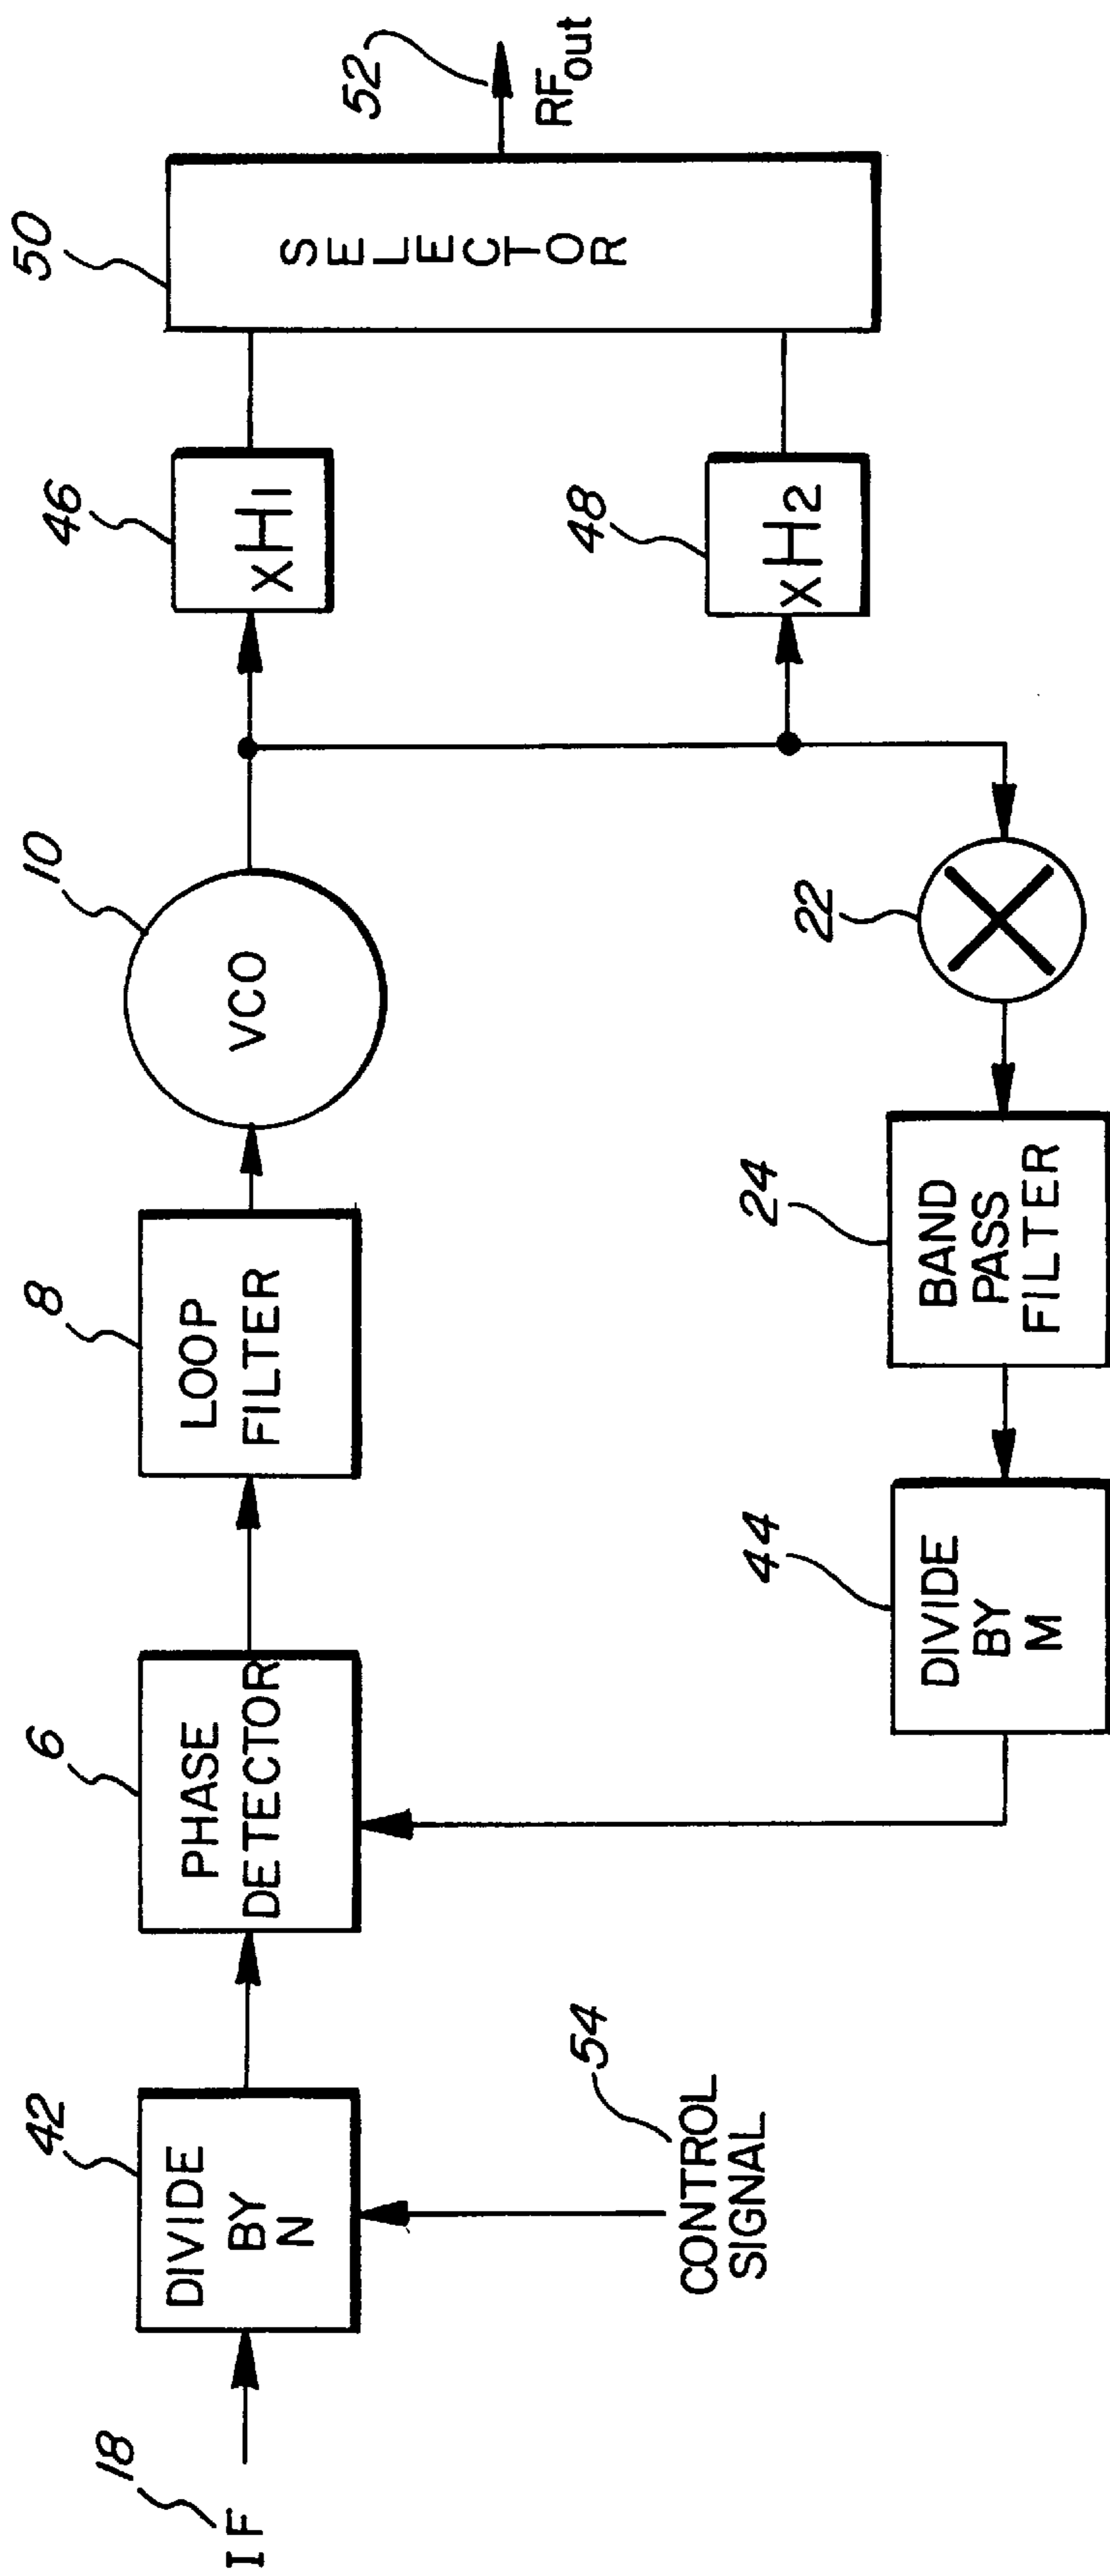 18
IF
42
DIVIDE
BY
N
54
CONTROL
SIGNAL
6
PHASE
DETECTOR
8
LOOP
FILTER
10
VCO
46
xH1
48
xH2
50
SELECTOR
52
RFout
22
24
BAND
PASS
FILTER
44
DIVIDE
BY
M